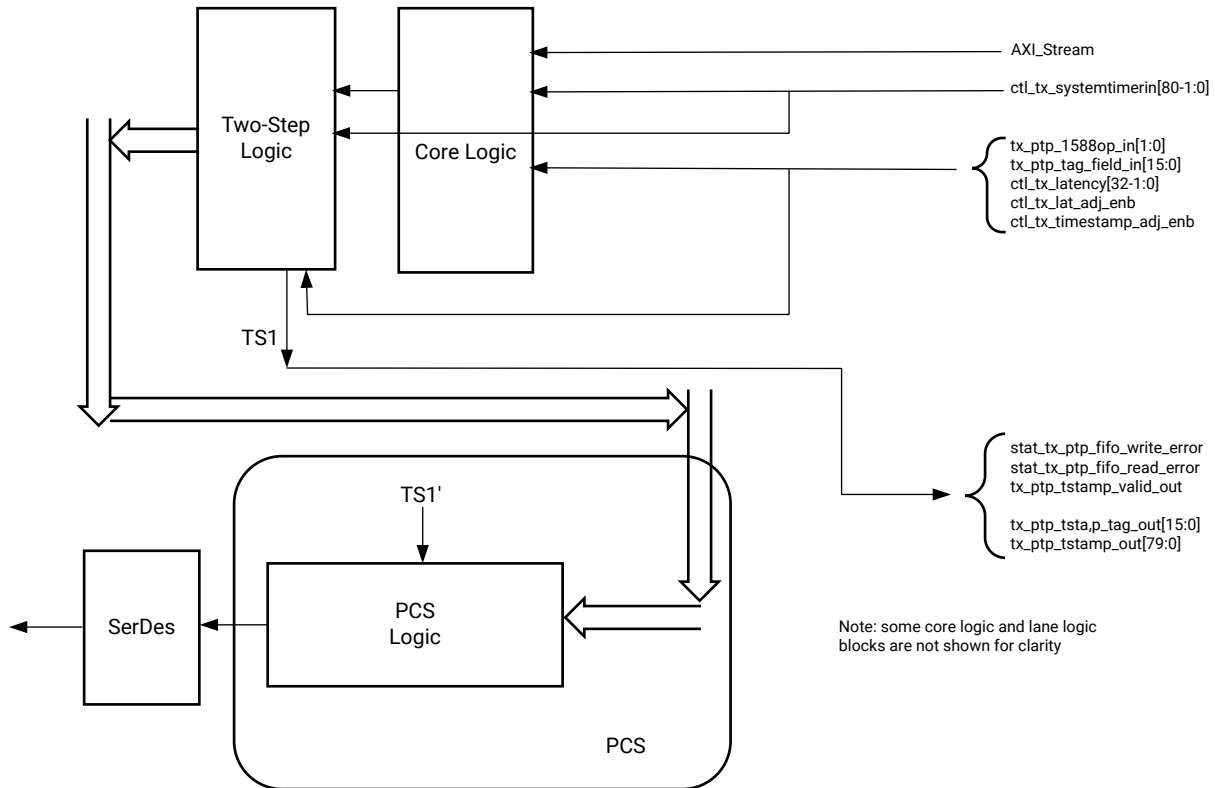 AXI_Stream
ctl_tx_systemtimerin[80-1:0]
Two-Step
Logic
Core Logic
tx_ptp_1588op_in[1:0]
tx_ptp_tag_field_in[15:0]
ctl_tx_latency[32-1:0]
ctl_tx_lat_adj_enb
ctl_tx_timestamp_adj_enb
TS1
stat_tx_ptp_fifo_write_error
stat_tx_ptp_fifo_read_error
tx_ptp_tstamp_valid_out
tx_ptp_tsta,p_tag_out[15:0]
tx_ptp_tstamp_out[79:0]
TS1'
PCS
Logic
SerDes
PCS
Note: some core logic and lane logic
blocks are not shown for clarity